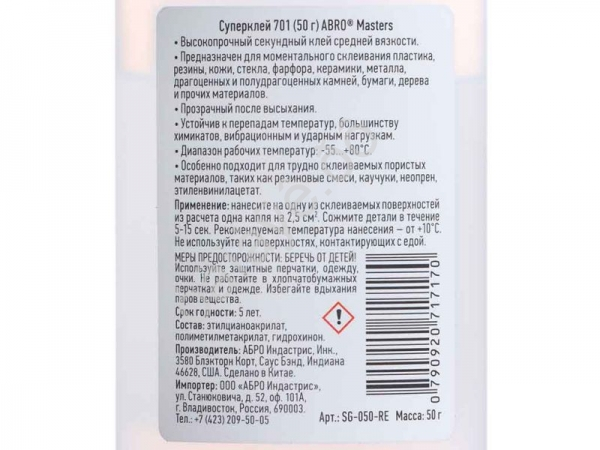 Суперклей 701 (50 г) ABRO® Masters
• Высокопрочный секундный клей средней вязкости.
• Предназначен для моментального склеивания пластика,
резины, кожи, стекла, фарфора, керамики, металла,
драгоценных и полудрагоценных камней, бумаги, дерева
и прочих материалов.
• Прозрачный после высыхания.
• Устойчив к перепадам температур, большинству
химикатов, вибрационным и ударным нагрузкам.
• Диапазон рабочих температур: -55...+80°С
• Особенно подходит для трудно склеиваемых пористых
материалов, таких как резиновые смеси, каучуки, неопрен,
этиленвинилацетат.
Применение: нанесите на одну из склеиваемых поверхностей
из расчета одна капля на 2,5 см². Сожмите детали в течение
5-15 сек. Рекомендуемая температура нанесения – от +10°С.
Не используйте на поверхностях, контактирующих с едой.
МЕРЫ ПРЕДОСТОРОЖНОСТИ: БЕРЕЧЬ ОТ ДЕТЕЙ!
Используйте защитные перчатки, одежду,
очки. Не работайте в хлопчатобумажных
перчатках и одежде. Избегайте вдыхания
паров вещества.
Срок годности: 5 лет.
Состав: этилцианоакрилат,
полиметилметакрилат, гидрохинон.
Производитель: АБРО Индастрис, Инк.,
3580 Блэкторн Корт, Саус Бэнд, Индиана
46628, США. Сделано в Китае.
Импортер: ООО «АБРО Индастрис»,
ул. Станюковича, д. 52, оф. 101А,
г. Владивосток, Россия, 690003.
Тел.: +7 (423) 209-50-05
0 790920 717170
Арт.: SG-050-RE Масса: 50 г